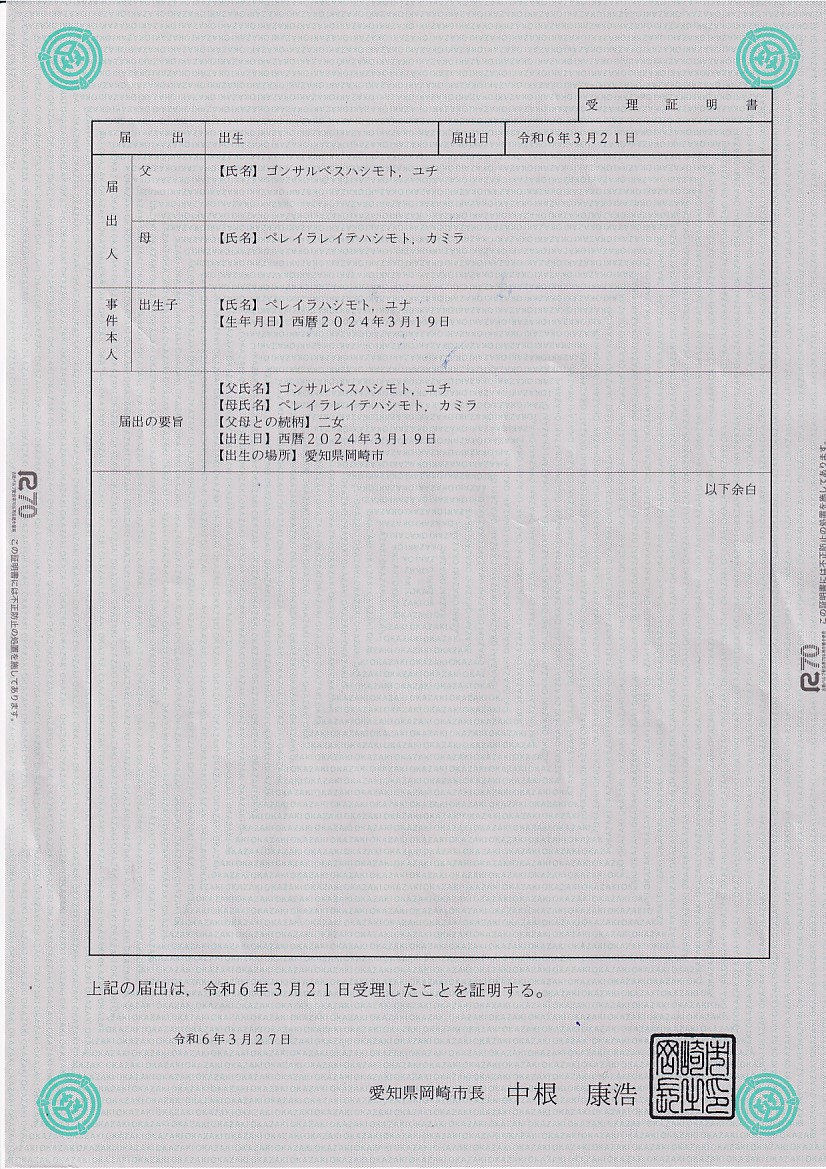 受理証明書
届出 出生 届出日 令和６年３月２１日
届出人 父 【氏名】ゴンサルベスハシモト，ユチ
母 【氏名】ペレイラレイテハシモト，カミラ
事件本人 出生子 【氏名】ペレイラハシモト，ユナ
【生年月日】西暦２０２４年３月１９日
届出の要旨 【父氏名】ゴンサルベスハシモト，ユチ
【母氏名】ペレイラレイテハシモト，カミラ
【父母との続柄】二女
【出生日】西暦２０２４年３月１９日
【出生の場所】愛知県岡崎市
以下余白
R70
この証明書には不正防止の処置を施してあります。
R70
この証明書には不正防止の処置を施してあります。
上記の届出は，令和６年３月２１日受理したことを証明する。
令和６年３月２７日
愛知県岡崎市長 中根 康浩